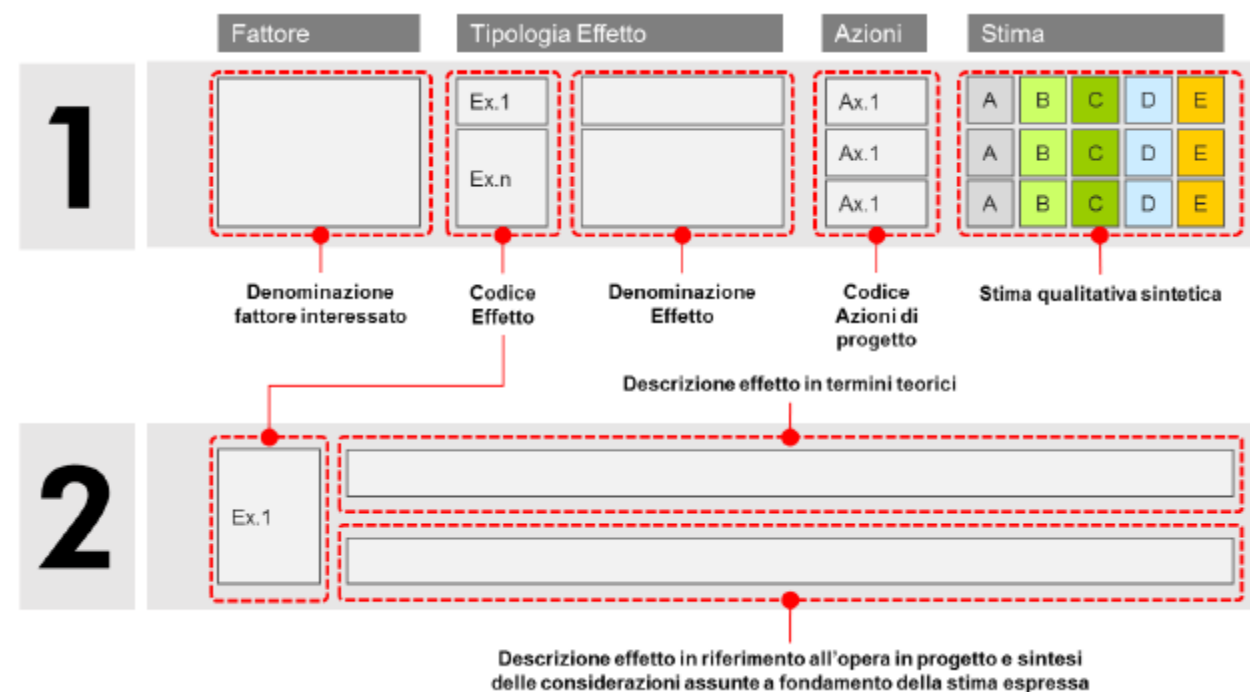 Fattore Tipologia Effetto Azioni Stima
1
Ex.1 Ax.1 A B C D E
Ex.n Ax.1 A B C D E
Ax.1 A B C D E
Denominazione
fattore interessato
Codice
Effetto
Denominazione
Effetto
Codice
Azioni di
progetto
Stima qualitativa sintetica
Descrizione effetto in termini teorici
2
Ex.1
Descrizione effetto in riferimento all'opera in progetto e sintesi
delle considerazioni assunte a fondamento della stima espressa